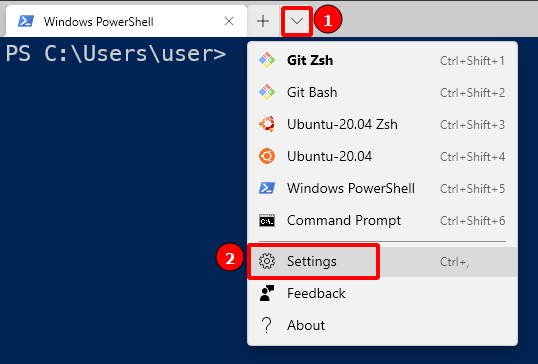 Windows PowerShell
1
PS C:\Users\user>
Git Zsh Ctrl+Shift+1
Git Bash Ctrl+Shift+2
Ubuntu-20.04 Zsh Ctrl+Shift+3
Ubuntu-20.04 Ctrl+Shift+4
Windows PowerShell Ctrl+Shift+5
Command Prompt Ctrl+Shift+6
2 Settings Ctrl+,
Feedback
About